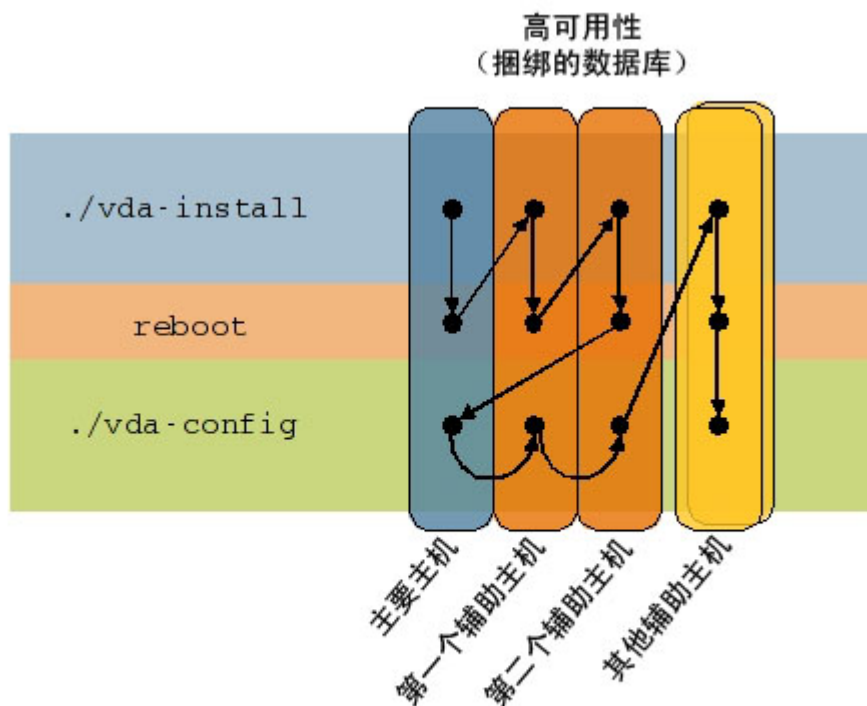 高可用性
（捆绑的数据库）
./vda-install
reboot
./vda-config
主要主机
第一个辅助主机
第二个辅助主机
其他辅助主机